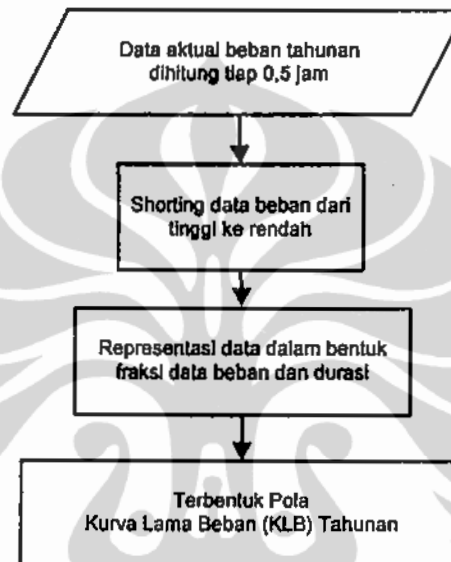 Data aktual beban tahunan
dihitung tiap 0,5 jam
Shorting data beban dari
tinggi ke rendah
Representasi data dalam bentuk
fraksi data beban dan durasi
Terbentuk Pola
Kurva Lama Beban (KLB) Tahunan